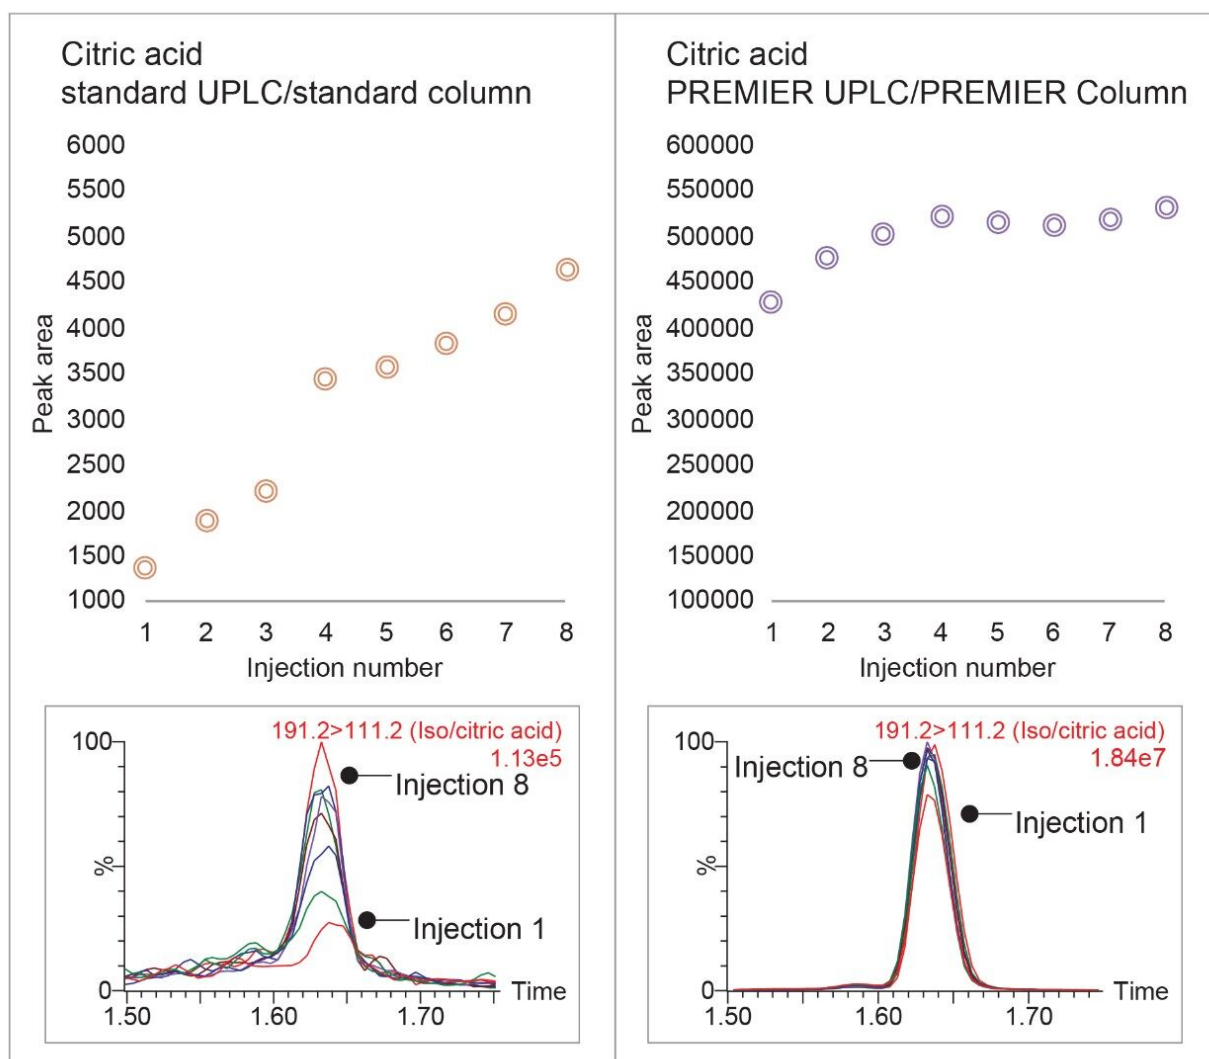 Citric acid
standard UPLC/standard column
6000
5500
5000
4500
4000
3500
3000
2500
2000
1500
1000
Peak area
1 2 3 4 5 6 7 8
Injection number
191.2>111.2 (Iso/citric acid)
1.13e5
100
Injection 8
%
Injection 1
0
Time
1.50 1.60 1.70
Citric acid
PREMIER UPLC/PREMIER Column
600000
550000
500000
450000
400000
350000
300000
250000
200000
150000
100000
Peak area
1 2 3 4 5 6 7 8
Injection number
191.2>111.2 (Iso/citric acid)
1.84e7
100
Injection 8
Injection 1
%
0
Time
1.50 1.60 1.70